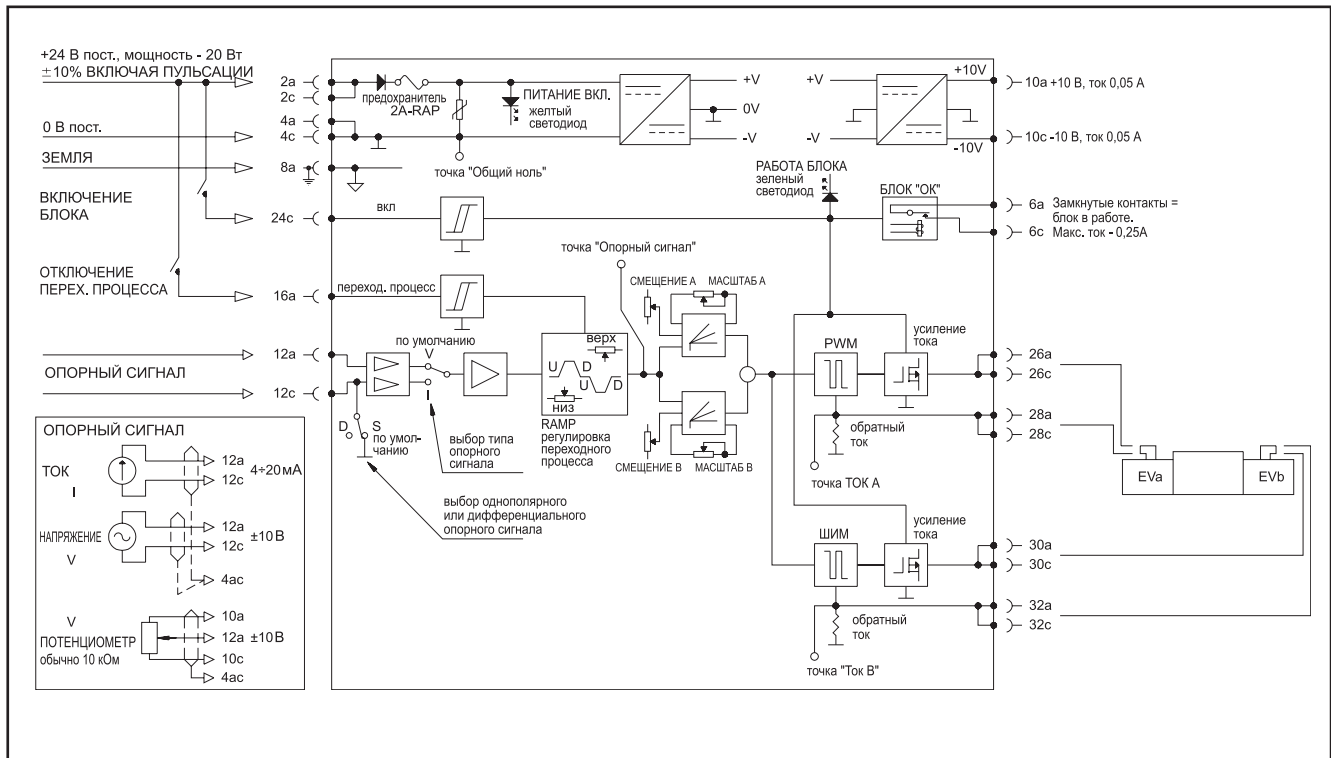 +24 В пост., мощность - 20 Вт
±10% ВКЛЮЧАЯ ПУЛЬСАЦИИ
0 В пост.
ЗЕМЛЯ
ВКЛЮЧЕНИЕ
БЛОКА
ОТКЛЮЧЕНИЕ
ПЕРЕХ. ПРОЦЕССА
ОПОРНЫЙ СИГНАЛ
2a
2c
4a
4c
8a
24c
16a
12a
12c
предохранитель
2A-RAP
ПИТАНИЕ ВКЛ.
желтый
светодиод
точка "Общий ноль"
+V
0V
-V
+V
-V
+10V
-10V
10a +10 В, ток 0,05 А
10c -10 В, ток 0,05 А
РАБОТА БЛОКА
зеленый
светодиод
БЛОК "ОК"
6a Замкнутые контакты =
блок в работе.
6c Макс. ток - 0,25А
вкл
точка "Опорный сигнал"
переход. процесс
СМЕЩЕНИЕ А
МАСШТАБ А
по умолчанию
V
I
верх
U D
U D
низ
RAMP
регулировка
переходного
процесса
D
S
по умол-
чанию
выбор типа
опорного
сигнала
выбор однополярного
или дифференциального
опорного сигнала
СМЕЩЕНИЕ В
МАСШТАБ В
PWM
усиление
тока
обратный
ток
точка ТОК А
26a
26c
28a
28c
ШИМ
усиление
тока
обратный
ток
точка "Ток В"
30a
30c
32a
32c
EVa
EVb
ОПОРНЫЙ СИГНАЛ
ТОК
I
12a
12c
4÷20мА
НАПРЯЖЕНИЕ
V
12a
12c
±10В
4ac
V
ПОТЕНЦИОМЕТР
обычно 10 кОм
10a
12a ±10В
10c
4ac